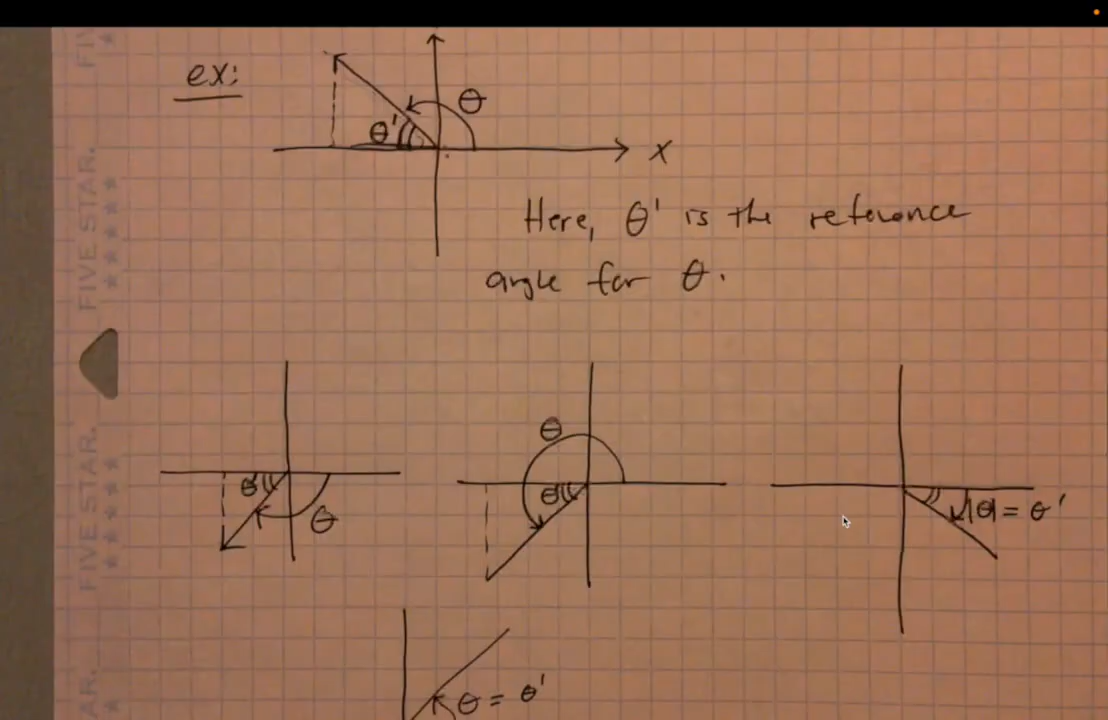 ex:
θ
θ'
x
Here, θ' is the reference
angle for θ.
θ'
θ
θ
θ'
|θ| = θ'
θ = θ'
FIVE STAR.
FIVE STAR.